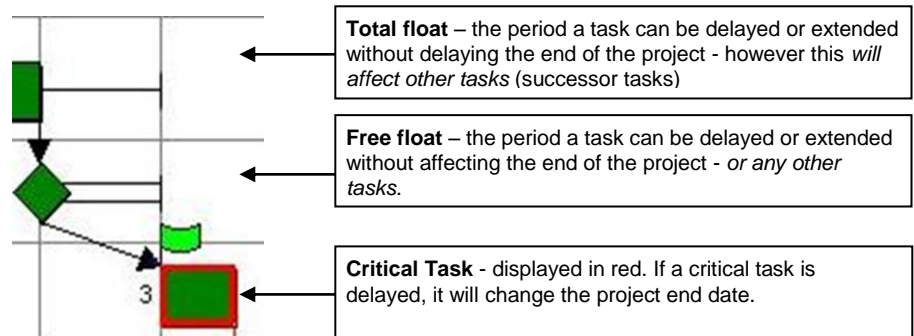 Total float – the period a task can be delayed or extended
without delaying the end of the project - however this will
affect other tasks (successor tasks)
Free float – the period a task can be delayed or extended
without affecting the end of the project - or any other
tasks.
Critical Task - displayed in red. If a critical task is
delayed, it will change the project end date.
3